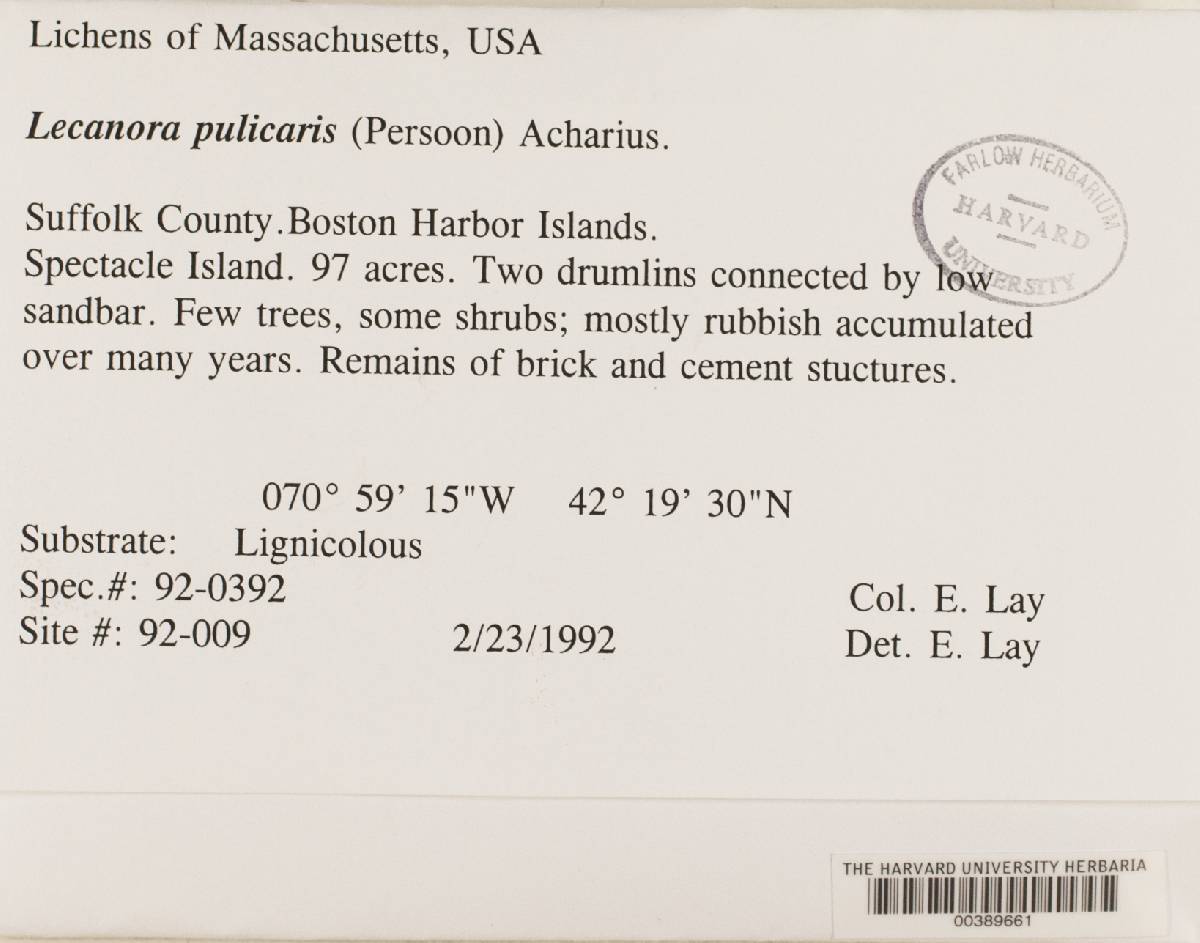 Lichens of Massachusetts, USA
Lecanora pulicaris (Persoon) Acharius.
FARLOW HERBARIUM
HARVARD
UNIVERSITY
Suffolk County.Boston Harbor Islands.
Spectacle Island. 97 acres. Two drumlins connected by low
sandbar. Few trees, some shrubs; mostly rubbish accumulated
over many years. Remains of brick and cement stuctures.
070° 59’ 15"W 42° 19’ 30"N
Substrate: Lignicolous
Spec.#: 92-0392
Col. E. Lay
Site #: 92-009 2/23/1992 Det. E. Lay
THE HARVARD UNIVERSITY HERBARIA
00389661